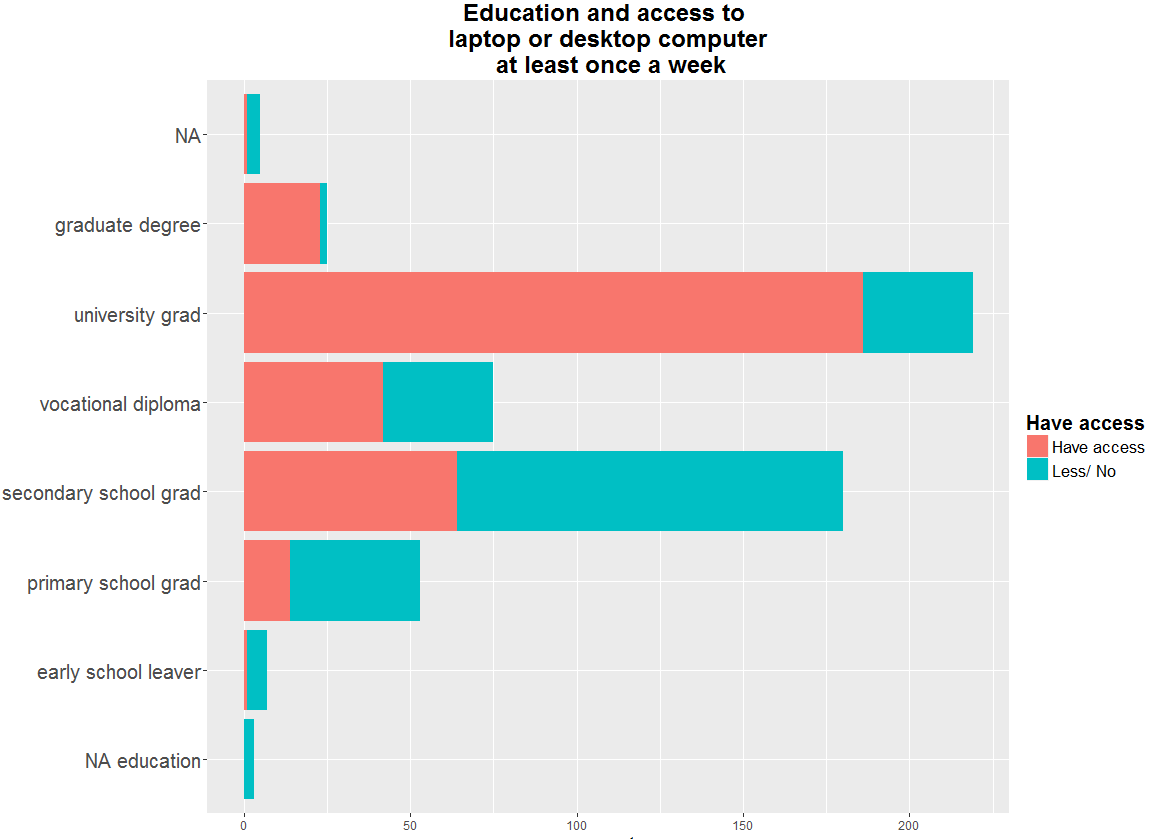 Education and access to
laptop or desktop computer
at least once a week
NA
graduate degree
university grad
vocational diploma
secondary school grad
primary school grad
early school leaver
NA education
0 50 100 150 200
Have access
Have access
Less/ No